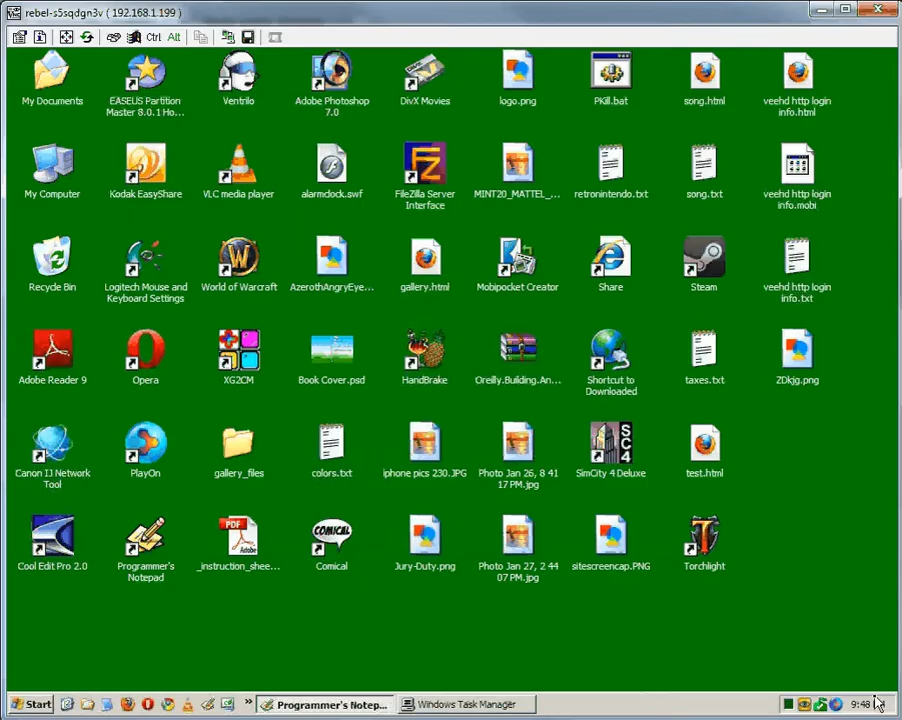 rebel-s5sqdgn3v ( 192.168.1.199 )
Ctrl Alt
My Documents
EASEUS Partition
Master 8.0.1 Ho...
Ventrilo
Adobe Photoshop
7.0
DivX Movies
logo.png
PKill.bat
song.html
veehd http login
info.html
My Computer
Kodak EasyShare
VLC media player
alarmclock.swf
FileZilla Server
Interface
MINT20_MATTEL_...
retronintendo.txt
song.txt
veehd http login
info.mobi
Recycle Bin
Logitech Mouse and
Keyboard Settings
World of Warcraft
AzerothAngryEye...
gallery.html
Mobipocket Creator
Share
Steam
veehd http login
info.txt
Adobe Reader 9
Opera
XG2CM
Book Cover.psd
HandBrake
Oreilly.Building.An...
Shortcut to
Downloaded
taxes.txt
ZDkjg.png
Canon IJ Network
Tool
PlayOn
gallery_files
colors.txt
iphone pics 230.JPG
Photo Jan 26, 8 41
17 PM.jpg
SC4
SimCity 4 Deluxe
test.html
Cool Edit Pro 2.0
Programmer's
Notepad
PDF
Adobe
_instruction_shee...
COMICAL
Comical
Jury-Duty.png
Photo Jan 27, 2 44
07 PM.jpg
sitescreencap.PNG
Torchlight
Start
Programmer's Notep...
Windows Task Manager
9:48